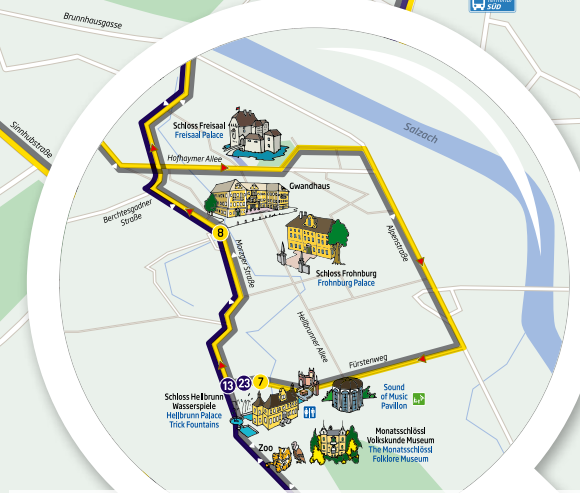 Terminal
SÜD
Brunnhausgasse
Sinnhubstraße
Salzach
Schloss Freisaal
Freisaal Palace
Hofhaymer Allee
Gwandhaus
Berchtesgadner
Straße
8
Morzger Straße
Alpenstraße
Schloss Frohnburg
Frohnburg Palace
Hellbrunner Allee
Fürstenweg
13
23
7
Schloss Hellbrunn
Wasserspiele
Hellbrunn Palace
Trick Fountains
Sound
of Music
Pavillon
Monatsschlössl
Volkskunde Museum
The Monatsschlössl
Folklore Museum
Zoo